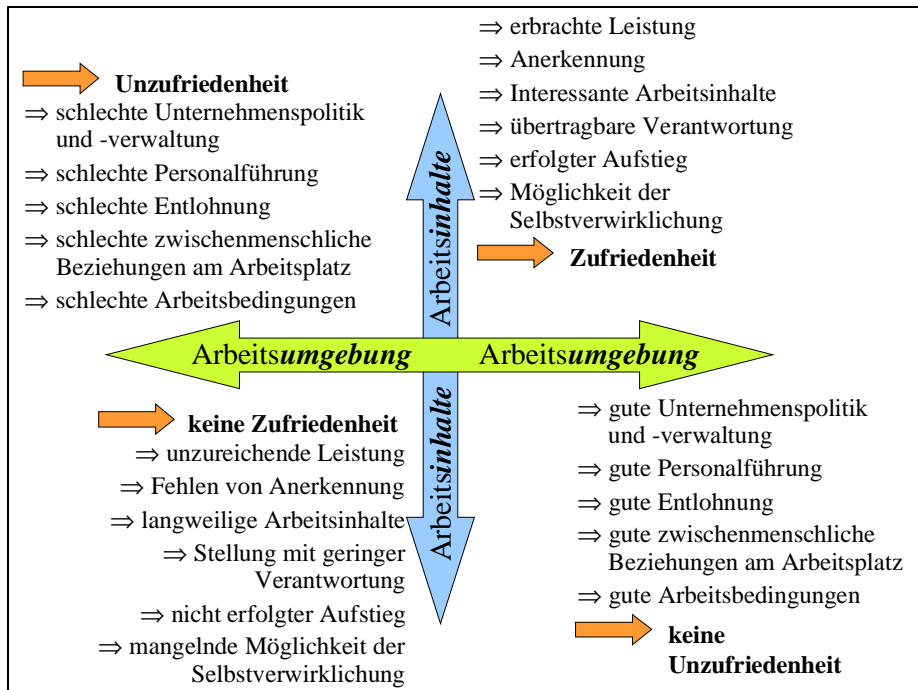 Unzufriedenheit
⇒ schlechte Unternehmenspolitik
und -verwaltung
⇒ schlechte Personalführung
⇒ schlechte Entlohnung
⇒ schlechte zwischenmenschliche
Beziehungen am Arbeitsplatz
⇒ schlechte Arbeitsbedingungen
⇒ erbrachte Leistung
⇒ Anerkennung
⇒ Interessante Arbeitsinhalte
⇒ übertragbare Verantwortung
⇒ erfolgter Aufstieg
⇒ Möglichkeit der
Selbstverwirklichung
Zufriedenheit
Arbeitsinhalte
Arbeitsumgebung
Arbeitsumgebung
Arbeitsinhalte
keine Zufriedenheit
⇒ unzureichende Leistung
⇒ Fehlen von Anerkennung
⇒ langweilige Arbeitsinhalte
⇒ Stellung mit geringer
Verantwortung
⇒ nicht erfolgter Aufstieg
⇒ mangelnde Möglichkeit der
Selbstverwirklichung
⇒ gute Unternehmenspolitik
und -verwaltung
⇒ gute Personalführung
⇒ gute Entlohnung
⇒ gute zwischenmenschliche
Beziehungen am Arbeitsplatz
⇒ gute Arbeitsbedingungen
keine
Unzufriedenheit